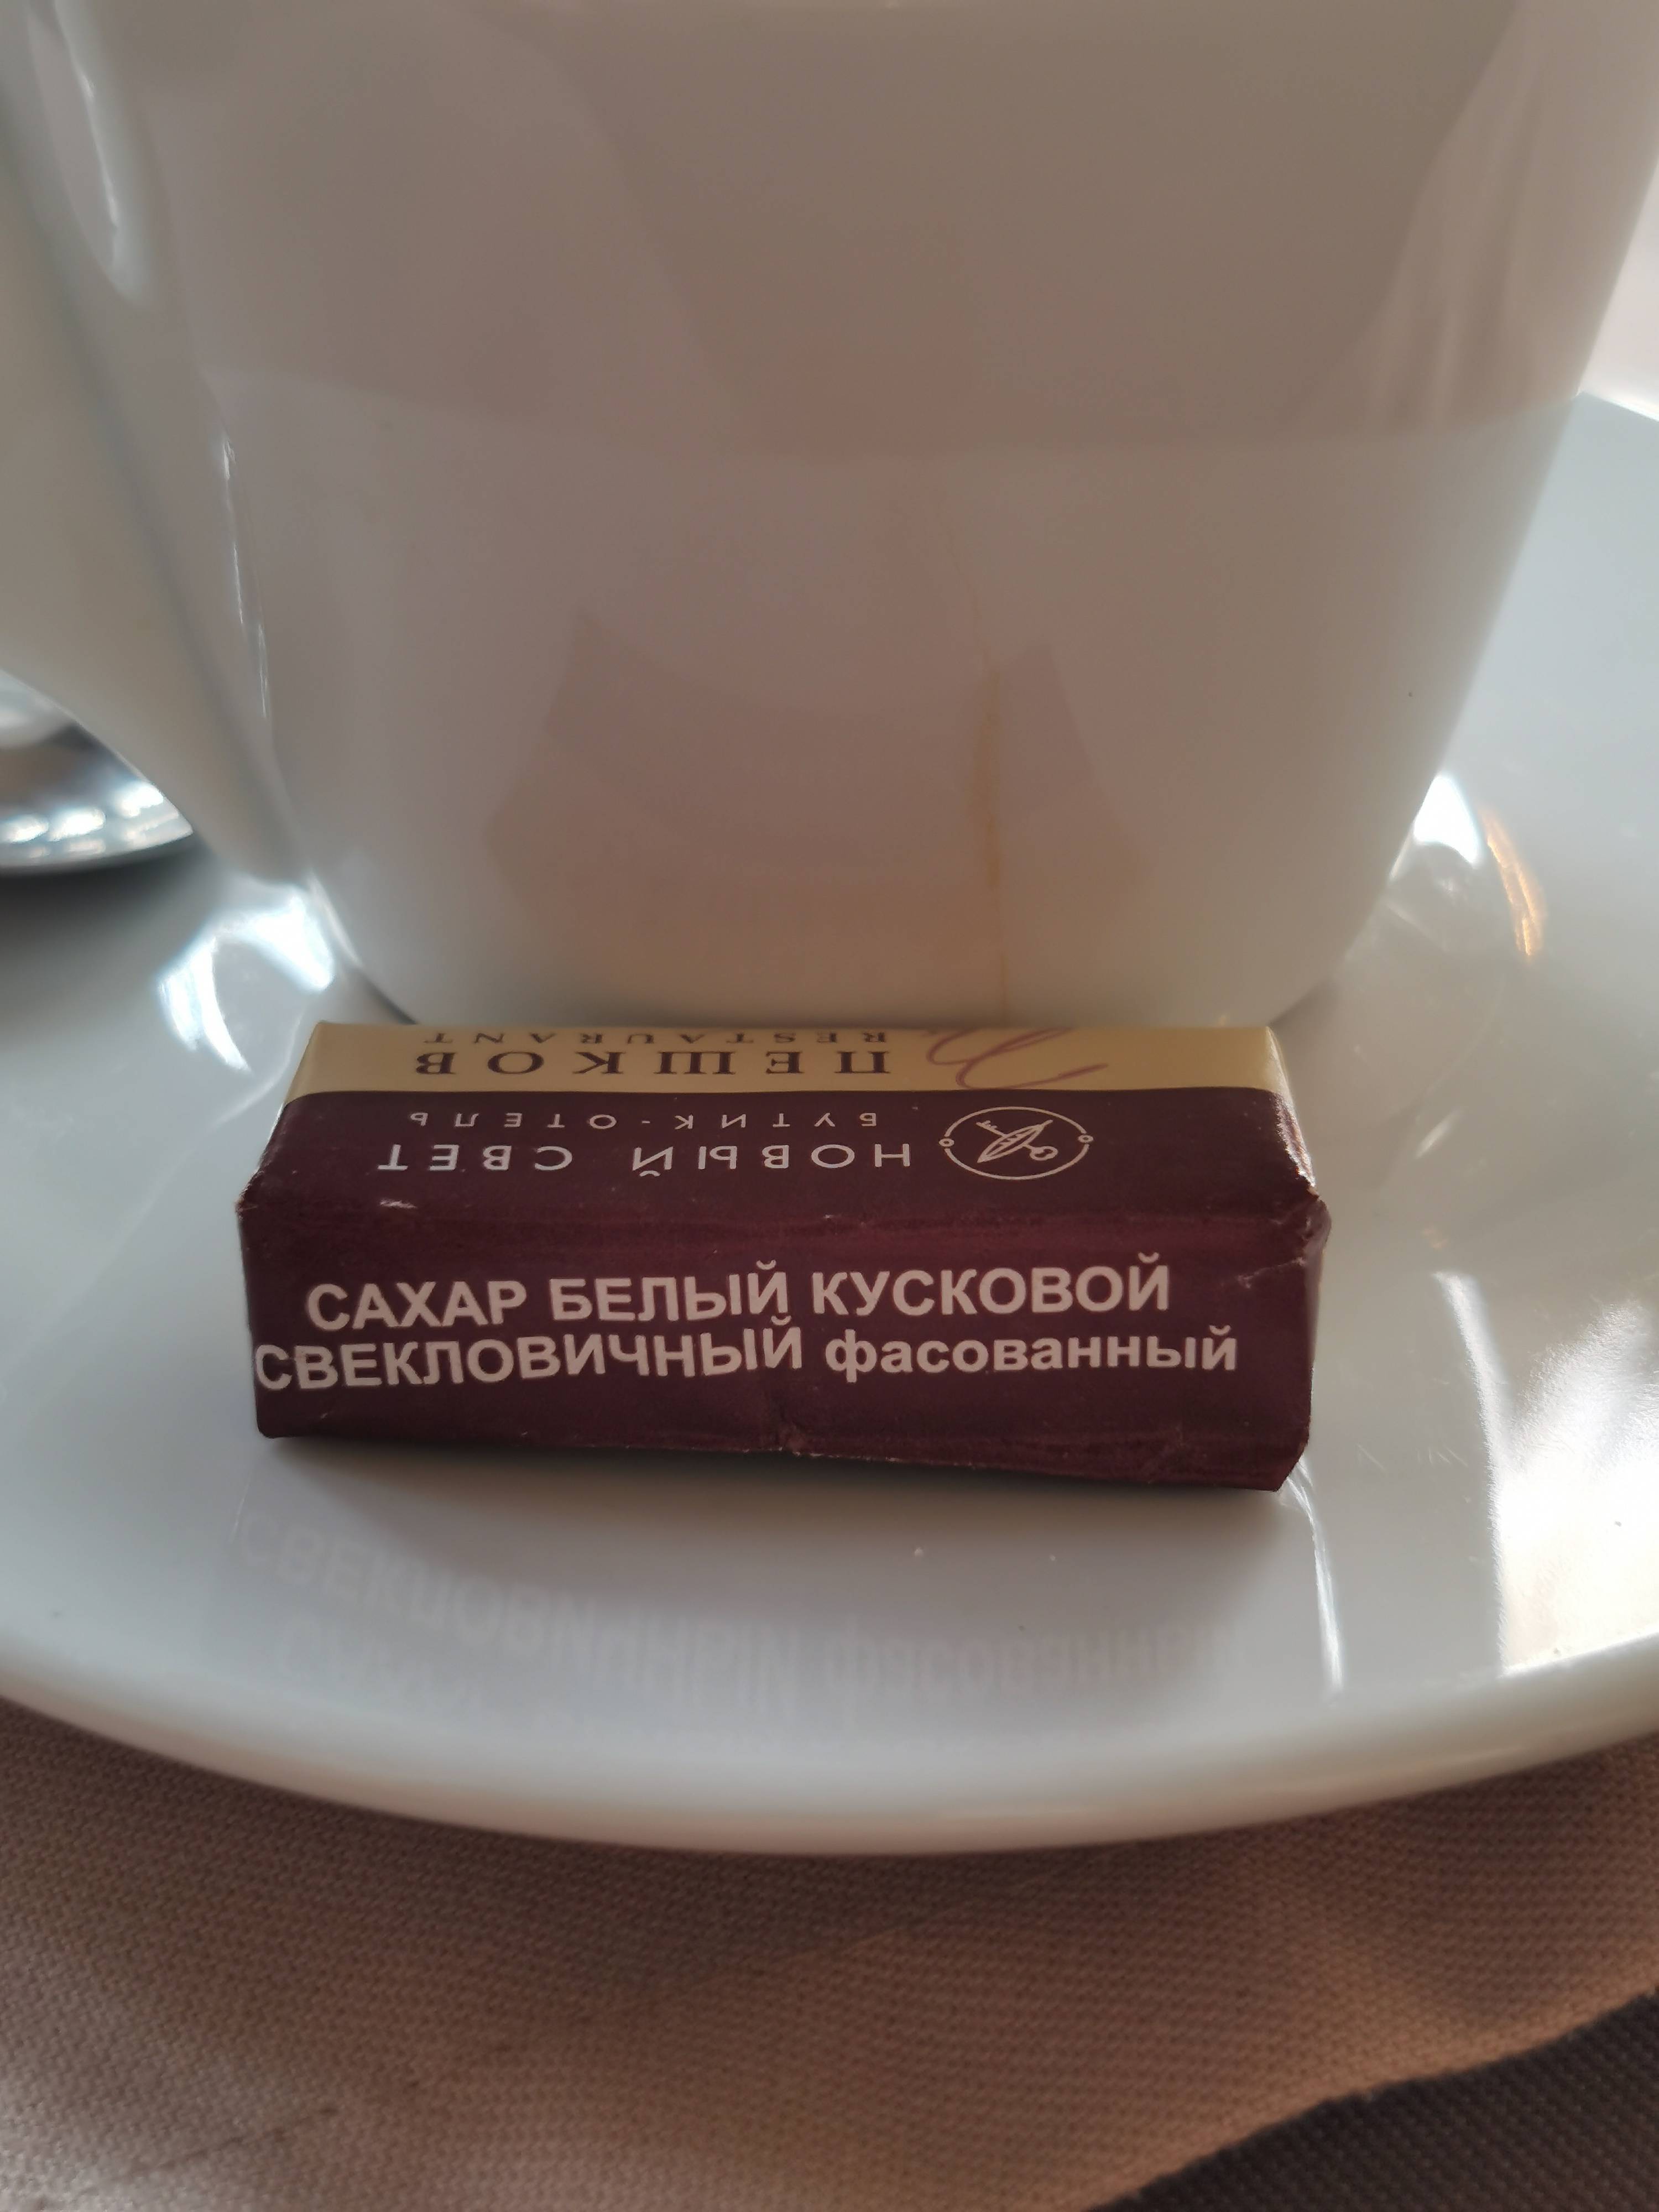 ПЕШКОВ
RESTAURANT
НОВЫЙ СВЕТ
БУТИК-ОТЕЛЬ
САХАР БЕЛЫЙ КУСКОВОЙ
СВЕКЛОВИЧНЫЙ фасованный